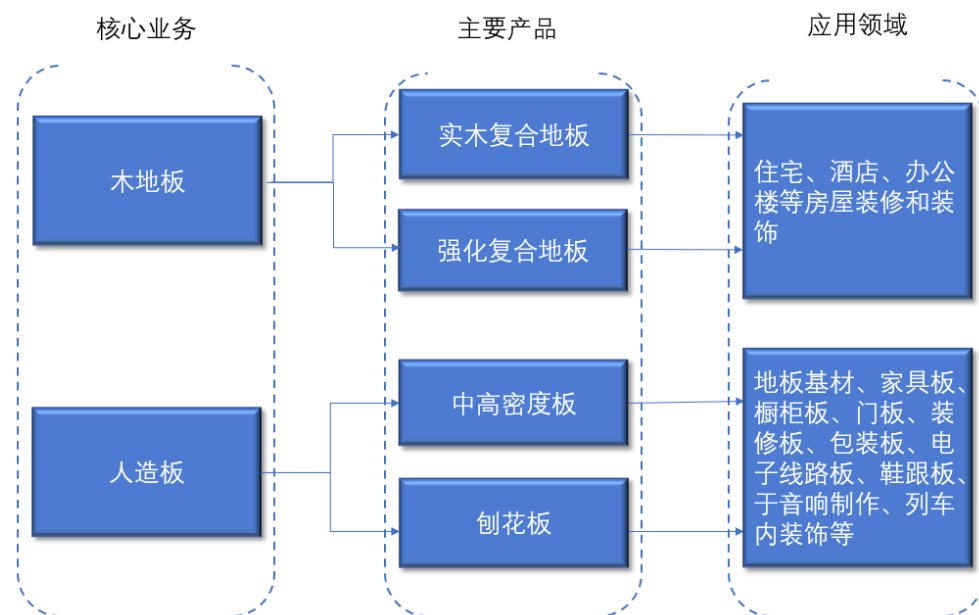 核心业务
主要产品
应用领域
木地板
实木复合地板
强化复合地板
住宅、酒店、办公
楼等房屋装修和装
饰
人造板
中高密度板
刨花板
地板基材、家具板、
橱柜板、门板、装
修板、包装板、电
子线路板、鞋跟板、
于音响制作、列车
内装饰等